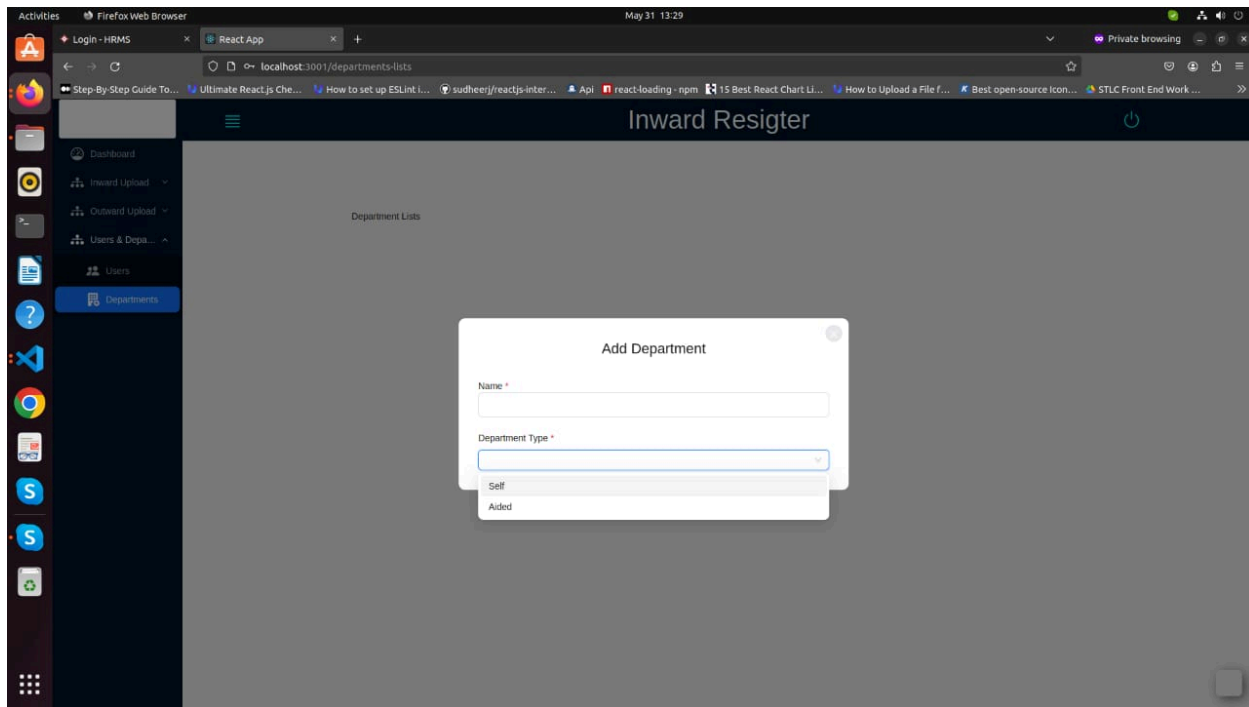 Activities Firefox Web Browser May 31 13:29
Login - HRMS React App Private browsing
localhost:3001/departments-lists
Step-By-Step Guide To... Ultimate React.js Che... How to set up ESLint i... sudheerj/reactjs-inter... Api react-loading - npm 15 Best React Chart Li... How to Upload a File f... Best open-source Icon... STLC Front End Work ...
Inward Resigter
Dashboard
Inward Upload
Outward Upload
Department Lists
Users & Depa...
Users
Departments
Add Department
Name *
Department Type *
Self
Aided